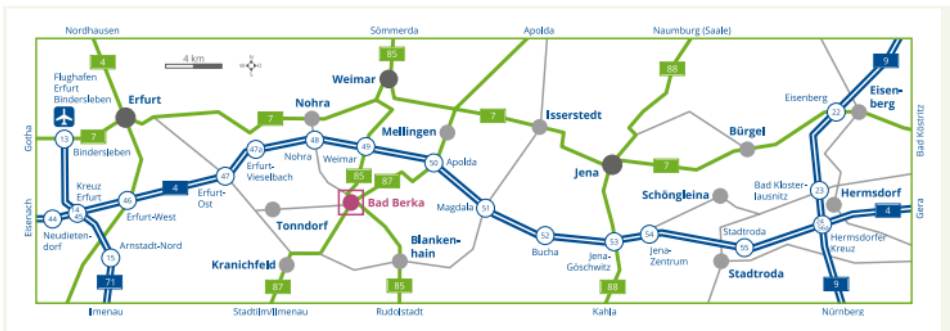 Nordhausen
Sömmerda
Apolda
Naumburg (Saale)
4 km
85
9
4
88
Flughafen
Erfurt
Bindersleben
Weimar
Eisen-
berg
Eisenberg
22
Erfurt
Nohra
7
7
Isserstedt
Gotha
Bad Köstritz
13
7
Mellingen
Bürgel
Bindersleben
47a
48
49
Erfurt-
Vieselbach
Nohra
Weimar
50
Apolda
Jena
7
Kreuz
Erfurt
4
47
85
87
Schöngleina
Bad Kloster-
lausnitz
23
Hermsdorf
46
Erfurt-
Ost
Bad Berka
Magdala
51
Eisenach
44
14
45
Erfurt-West
Gera
4
Tonndorf
Stadtroda
24
56a
Neudieten-
dorf
Arnstadt-Nord
52
53
54
55
Hermsdorfer
Kreuz
15
Blanken-
hain
Bucha
Jena-
Göschwitz
Jena-
Zentrum
Kranichfeld
Stadtroda
71
87
85
88
9
Ilmenau
Stadtilm/Ilmenau
Rudolstadt
Kahla
Nürnberg